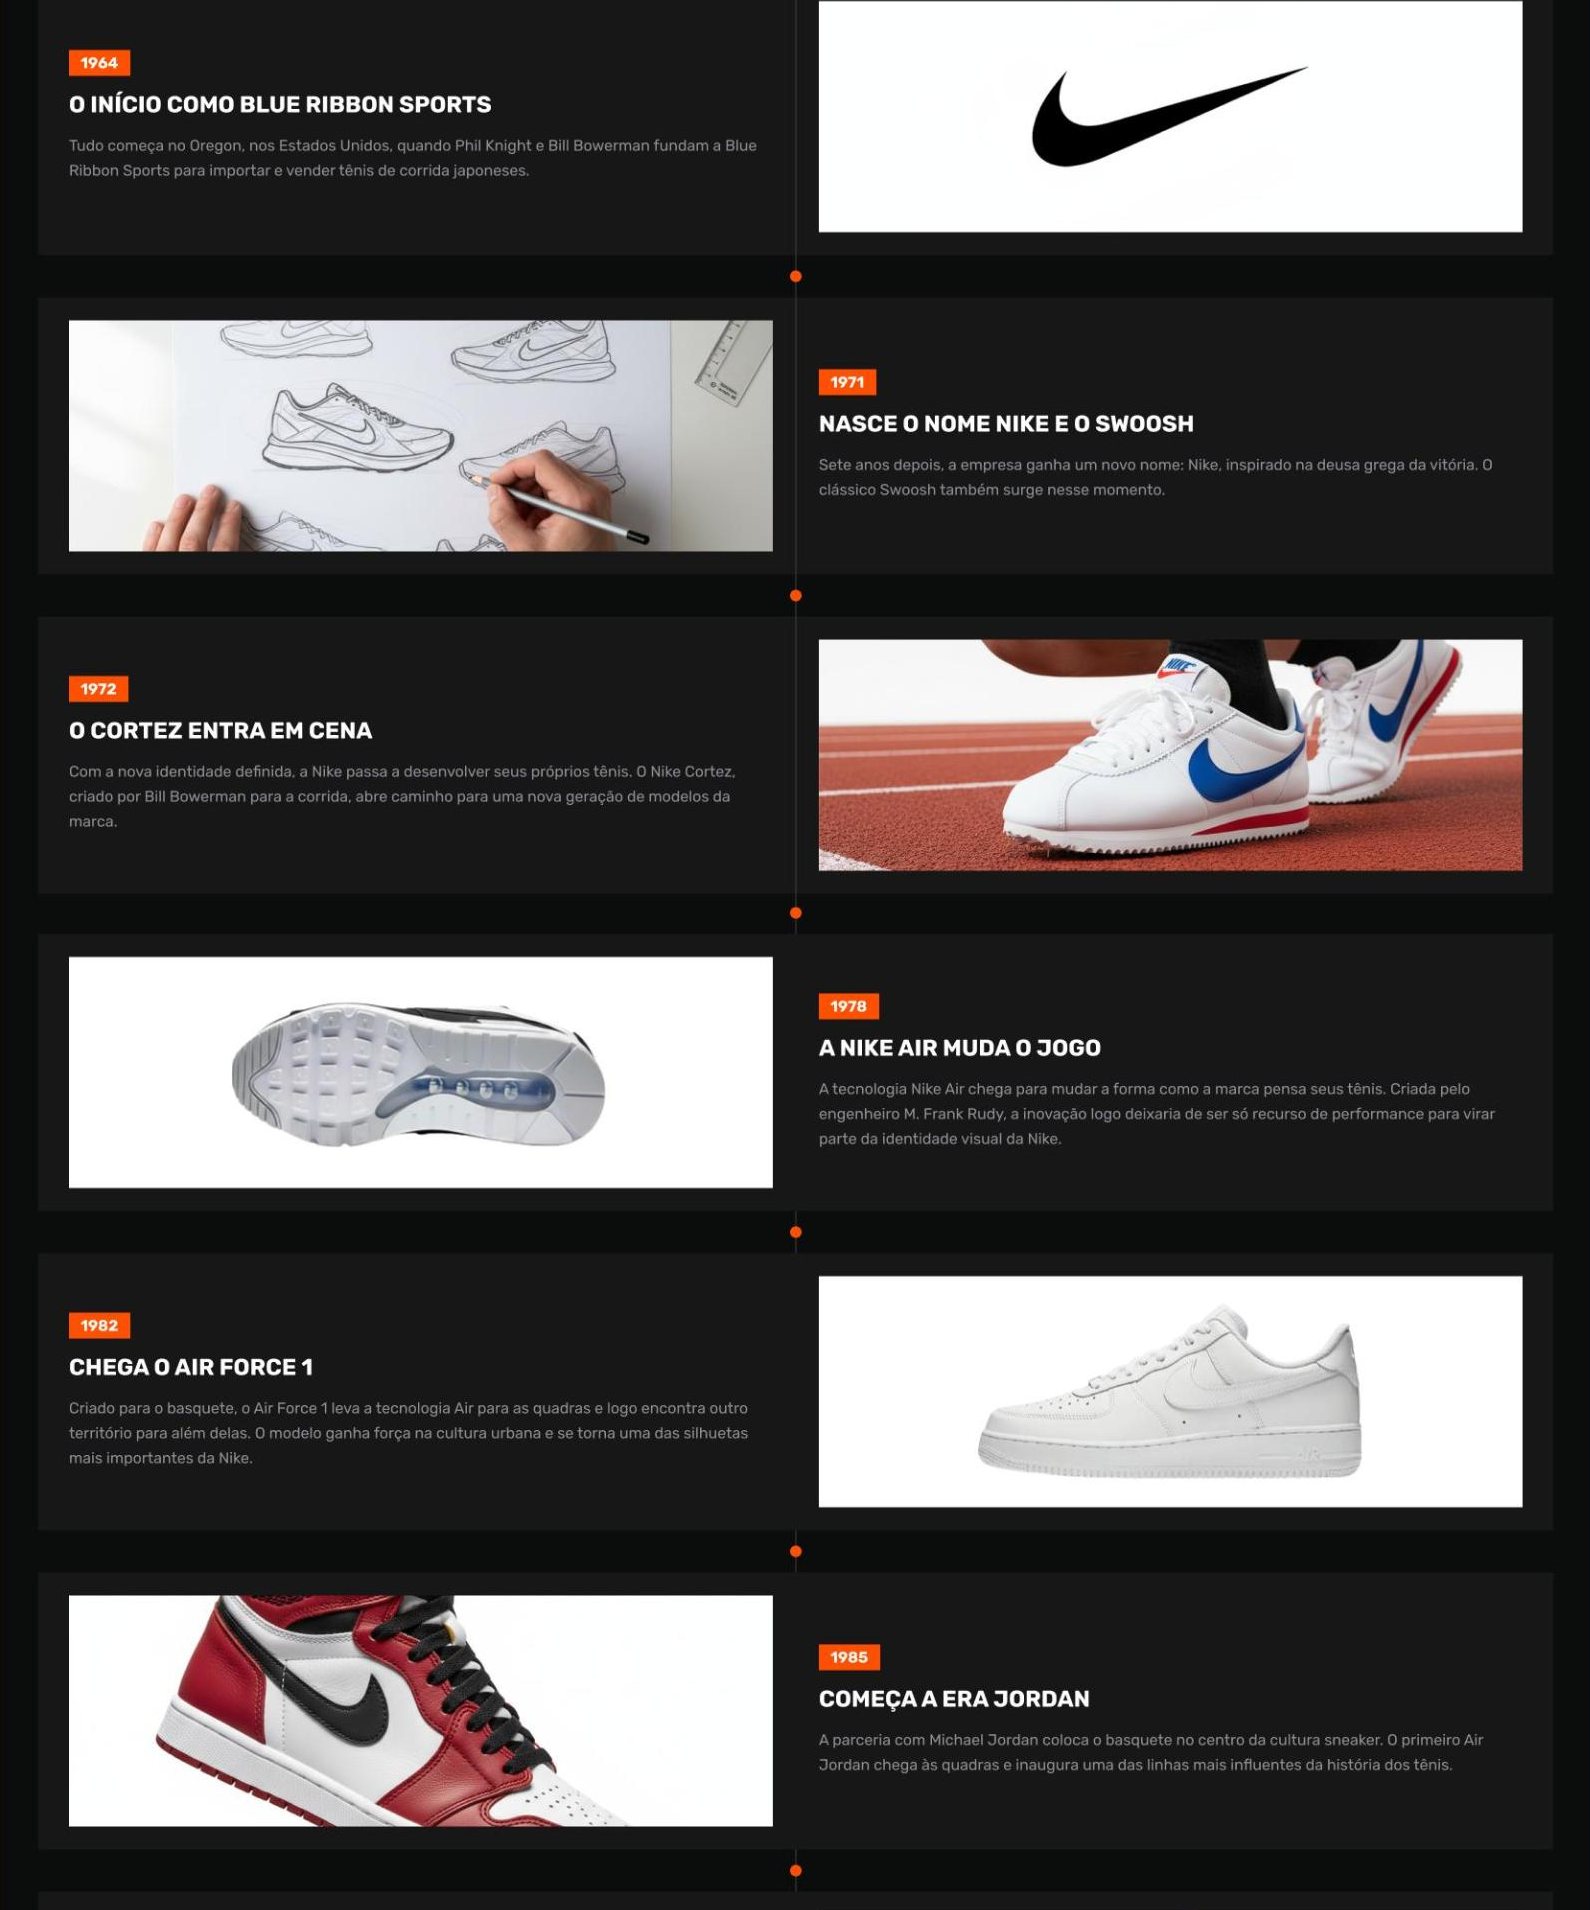 1964
O INÍCIO COMO BLUE RIBBON SPORTS
Tudo começa no Oregon, nos Estados Unidos, quando Phil Knight e Bill Bowerman fundam a Blue
Ribbon Sports para importar e vender tênis de corrida japoneses.
1971
NASCE O NOME NIKE E O SWOOSH
Sete anos depois, a empresa ganha um novo nome: Nike, inspirado na deusa grega da vitória. O
clássico Swoosh também surge nesse momento.
1972
O CORTEZ ENTRA EM CENA
Com a nova identidade definida, a Nike passa a desenvolver seus próprios tênis. O Nike Cortez,
criado por Bill Bowerman para a corrida, abre caminho para uma nova geração de modelos da
marca.
NIKE
1978
A NIKE AIR MUDA O JOGO
A tecnologia Nike Air chega para mudar a forma como a marca pensa seus tênis. Criada pelo
engenheiro M. Frank Rudy, a inovação logo deixaria de ser só recurso de performance para virar
parte da identidade visual da Nike.
1982
CHEGA O AIR FORCE 1
Criado para o basquete, o Air Force 1 leva a tecnologia Air para as quadras e logo encontra outro
território para além delas. O modelo ganha força na cultura urbana e se torna uma das silhuetas
mais importantes da Nike.
AIR
1985
COMEÇA A ERA JORDAN
A parceria com Michael Jordan coloca o basquete no centro da cultura sneaker. O primeiro Air
Jordan chega às quadras e inaugura uma das linhas mais influentes da história dos tênis.